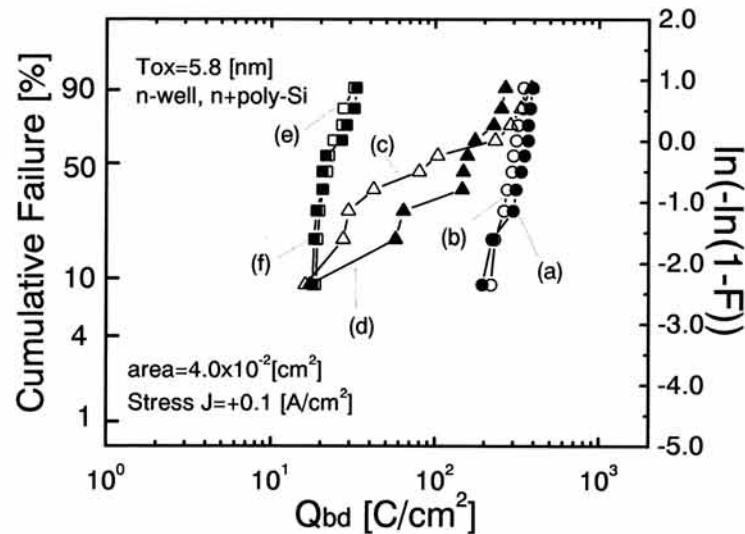 Tox=5.8 [nm]
n-well, n+poly-Si
(e)
(c)
(f)
(b)
(a)
(d)
area=4.0x10⁻²[cm²]
Stress J=+0.1 [A/cm²]
Cumulative Failure [%]
90
50
10
4
1
ln(-ln(1-F))
2.0
1.0
0.0
-1.0
-2.0
-3.0
-4.0
-5.0
10⁰ 10¹ 10² 10³
Qbd [C/cm²]